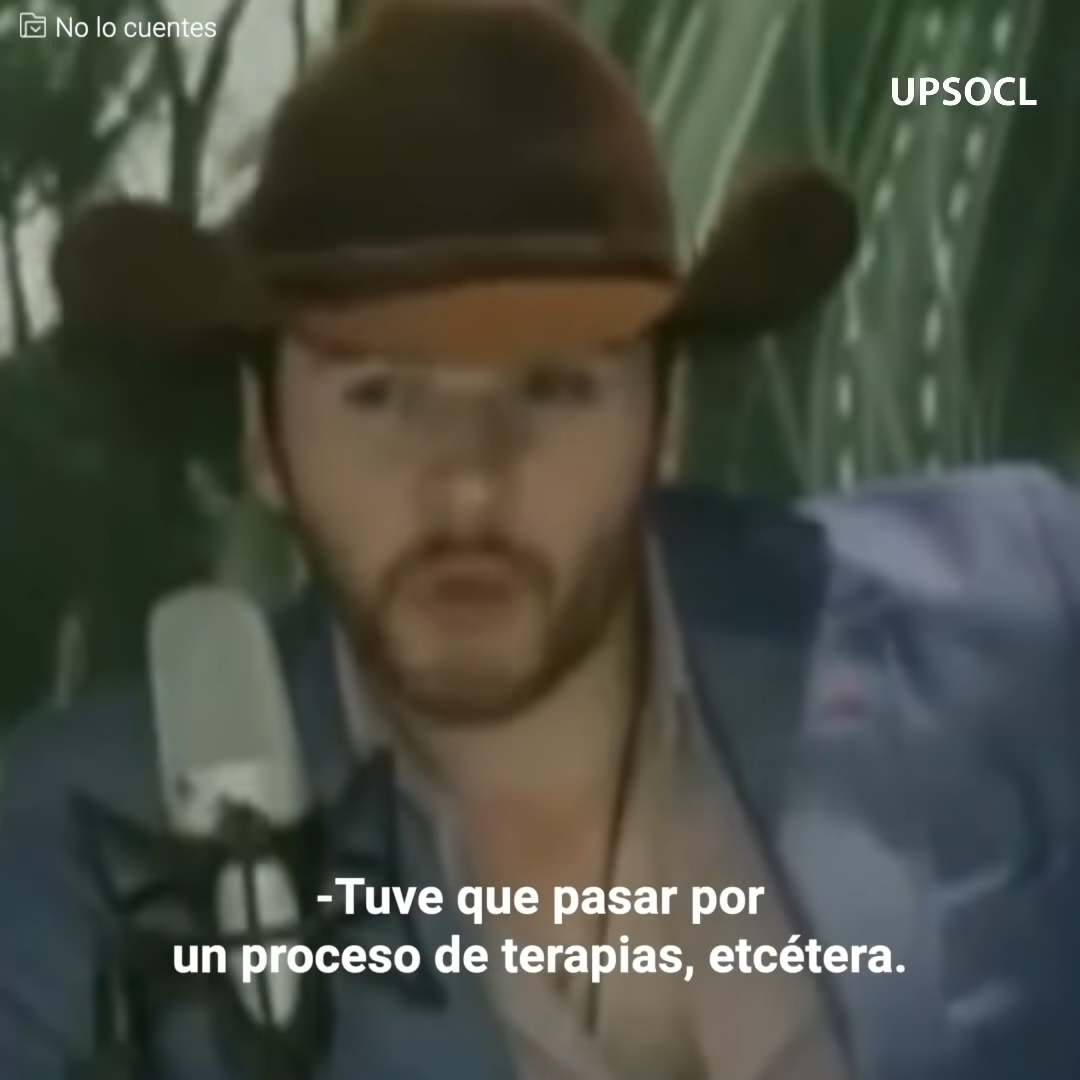 No lo cuentes
UPSOCL
-Tuve que pasar por
un proceso de terapias, etcétera.